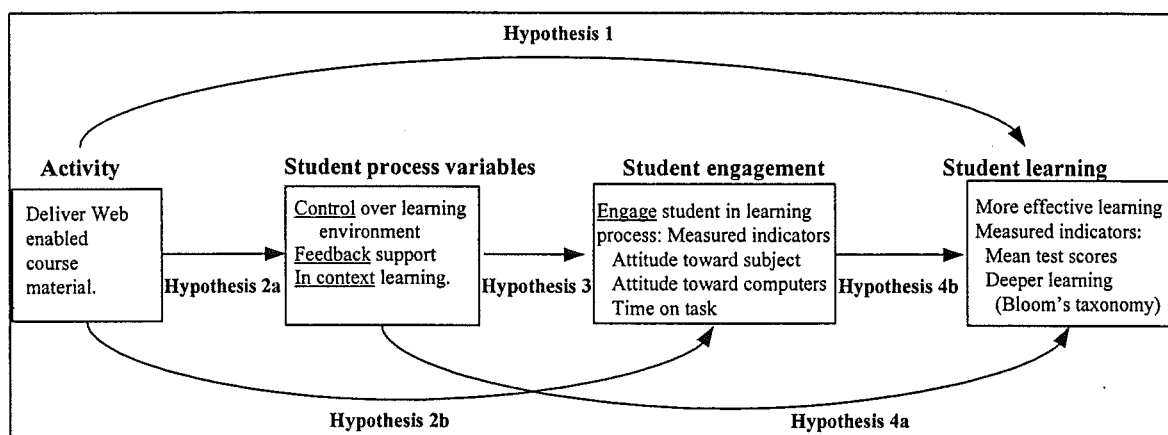 Hypothesis 1
Activity
Deliver Web
enabled
course
material.
Hypothesis 2a
Student process variables
Control over learning
environment
Feedback support
In context learning.
Hypothesis 3
Student engagement
Engage student in learning
process: Measured indicators
Attitude toward subject
Attitude toward computers
Time on task
Hypothesis 4b
Student learning
More effective learning
Measured indicators:
Mean test scores
Deeper learning
(Bloom's taxonomy)
Hypothesis 2b
Hypothesis 4a